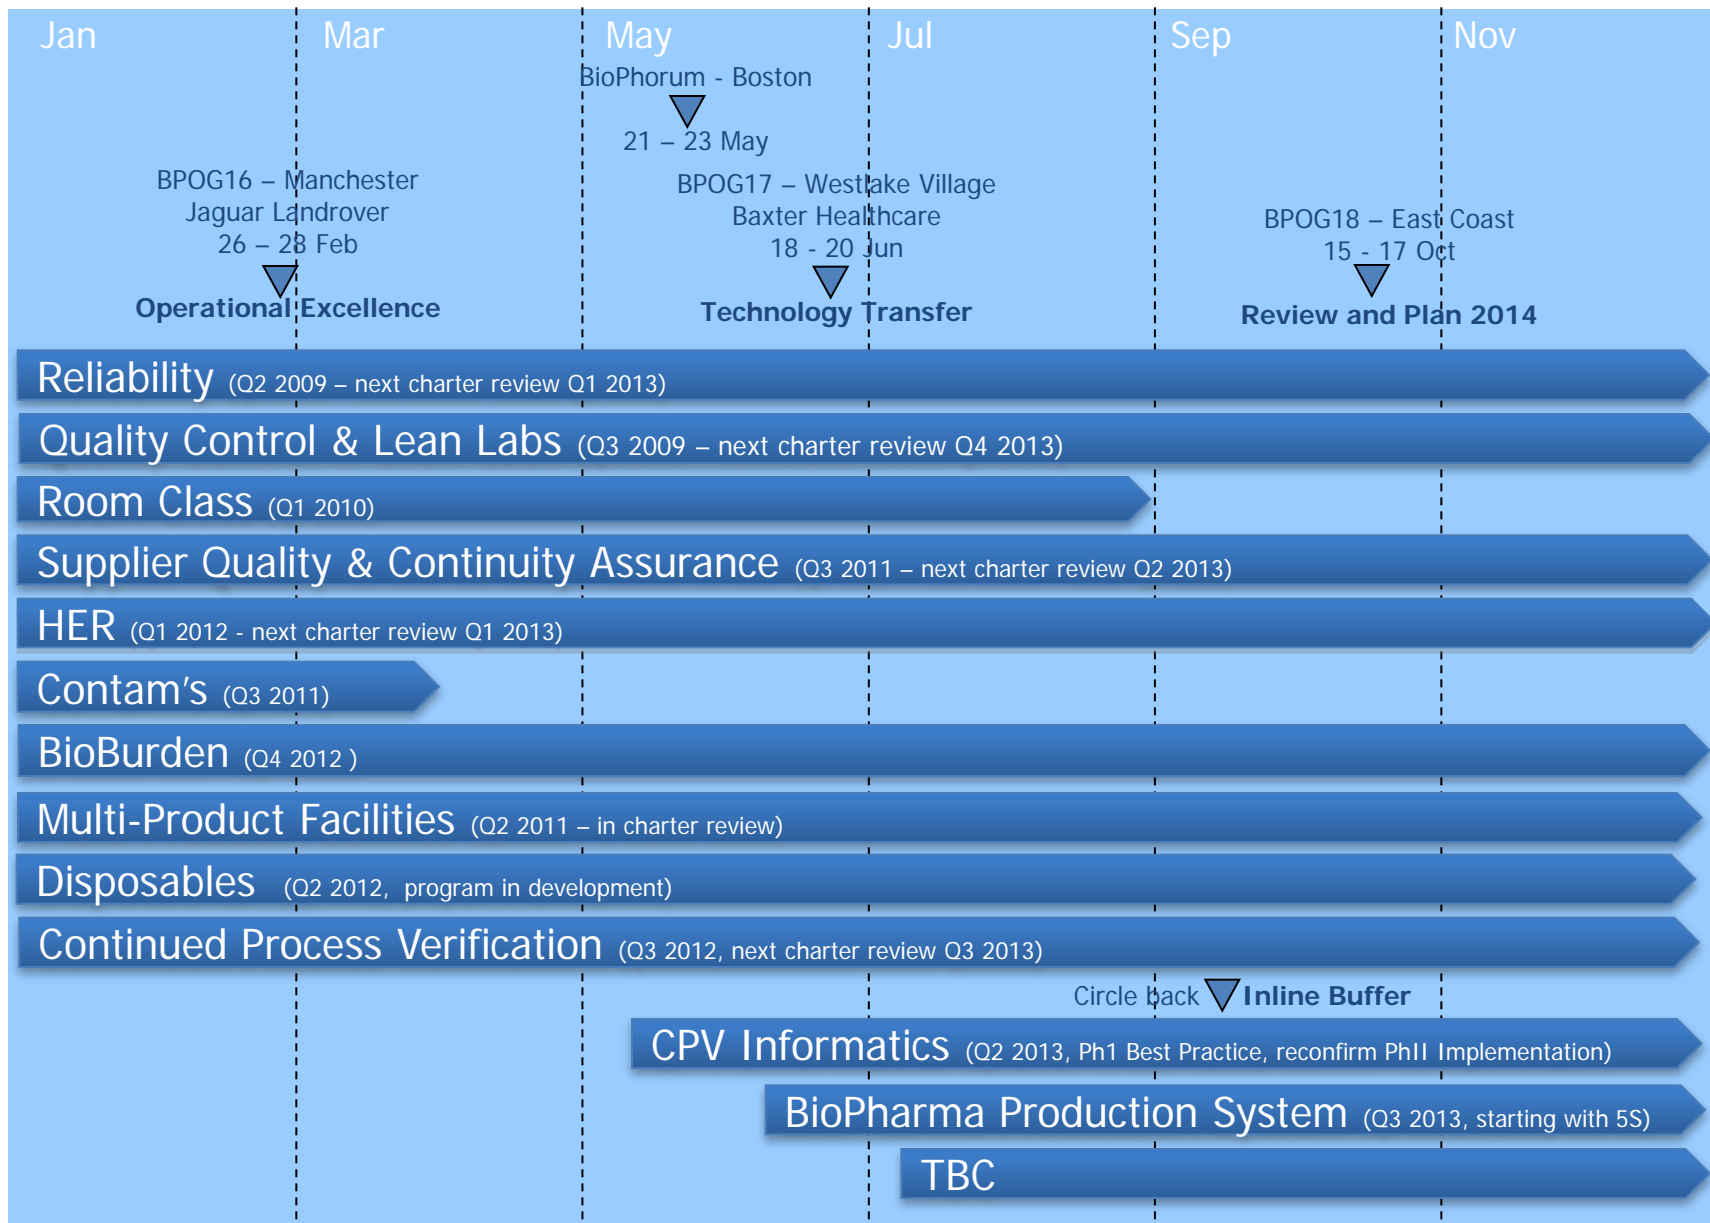 Jan Mar May Jul Sep Nov
BioPhorum - Boston
21 – 23 May
BPOG16 – Manchester
Jaguar Landrover
26 – 28 Feb
Operational Excellence
BPOG17 – Westlake Village
Baxter Healthcare
18 - 20 Jun
Technology Transfer
BPOG18 – East Coast
15 - 17 Oct
Review and Plan 2014
Reliability (Q2 2009 – next charter review Q1 2013)
Quality Control & Lean Labs (Q3 2009 – next charter review Q4 2013)
Room Class (Q1 2010)
Supplier Quality & Continuity Assurance (Q3 2011 – next charter review Q2 2013)
HER (Q1 2012 - next charter review Q1 2013)
Contam's (Q3 2011)
BioBurden (Q4 2012 )
Multi-Product Facilities (Q2 2011 – in charter review)
Disposables (Q2 2012, program in development)
Continued Process Verification (Q3 2012, next charter review Q3 2013)
Circle back Inline Buffer
CPV Informatics (Q2 2013, Ph1 Best Practice, reconfirm PhII Implementation)
BioPharma Production System (Q3 2013, starting with 5S)
TBC